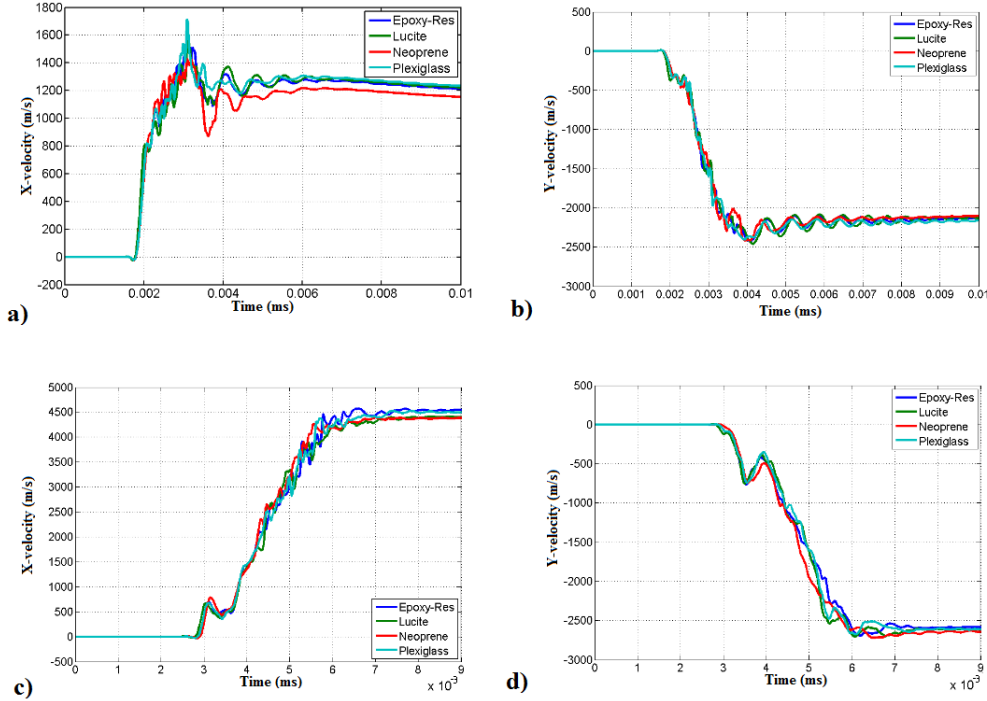 1800
1600
1400
1200
1000
800
600
400
200
0
-200
X-velocity (m/s)
Epoxy-Res
Lucite
Neoprene
Plexiglass
0 0.002 0.004 0.006 0.008 0.01
Time (ms)
a)
500
0
-500
-1000
-1500
-2000
-2500
-3000
Y-velocity (m/s)
Epoxy-Res
Lucite
Neoprene
Plexiglass
0 0.001 0.002 0.003 0.004 0.005 0.006 0.007 0.008 0.009 0.01
Time (ms)
b)
5000
4500
4000
3500
3000
2500
2000
1500
1000
500
0
-500
X-velocity (m/s)
Epoxy-Res
Lucite
Neoprene
Plexiglass
0 1 2 3 4 5 6 7 8 9
Time (ms)
x 10⁻³
c)
500
0
-500
-1000
-1500
-2000
-2500
-3000
Y-velocity (m/s)
Epoxy-Res
Lucite
Neoprene
Plexiglass
0 1 2 3 4 5 6 7 8 9
Time (ms)
x 10⁻³
d)